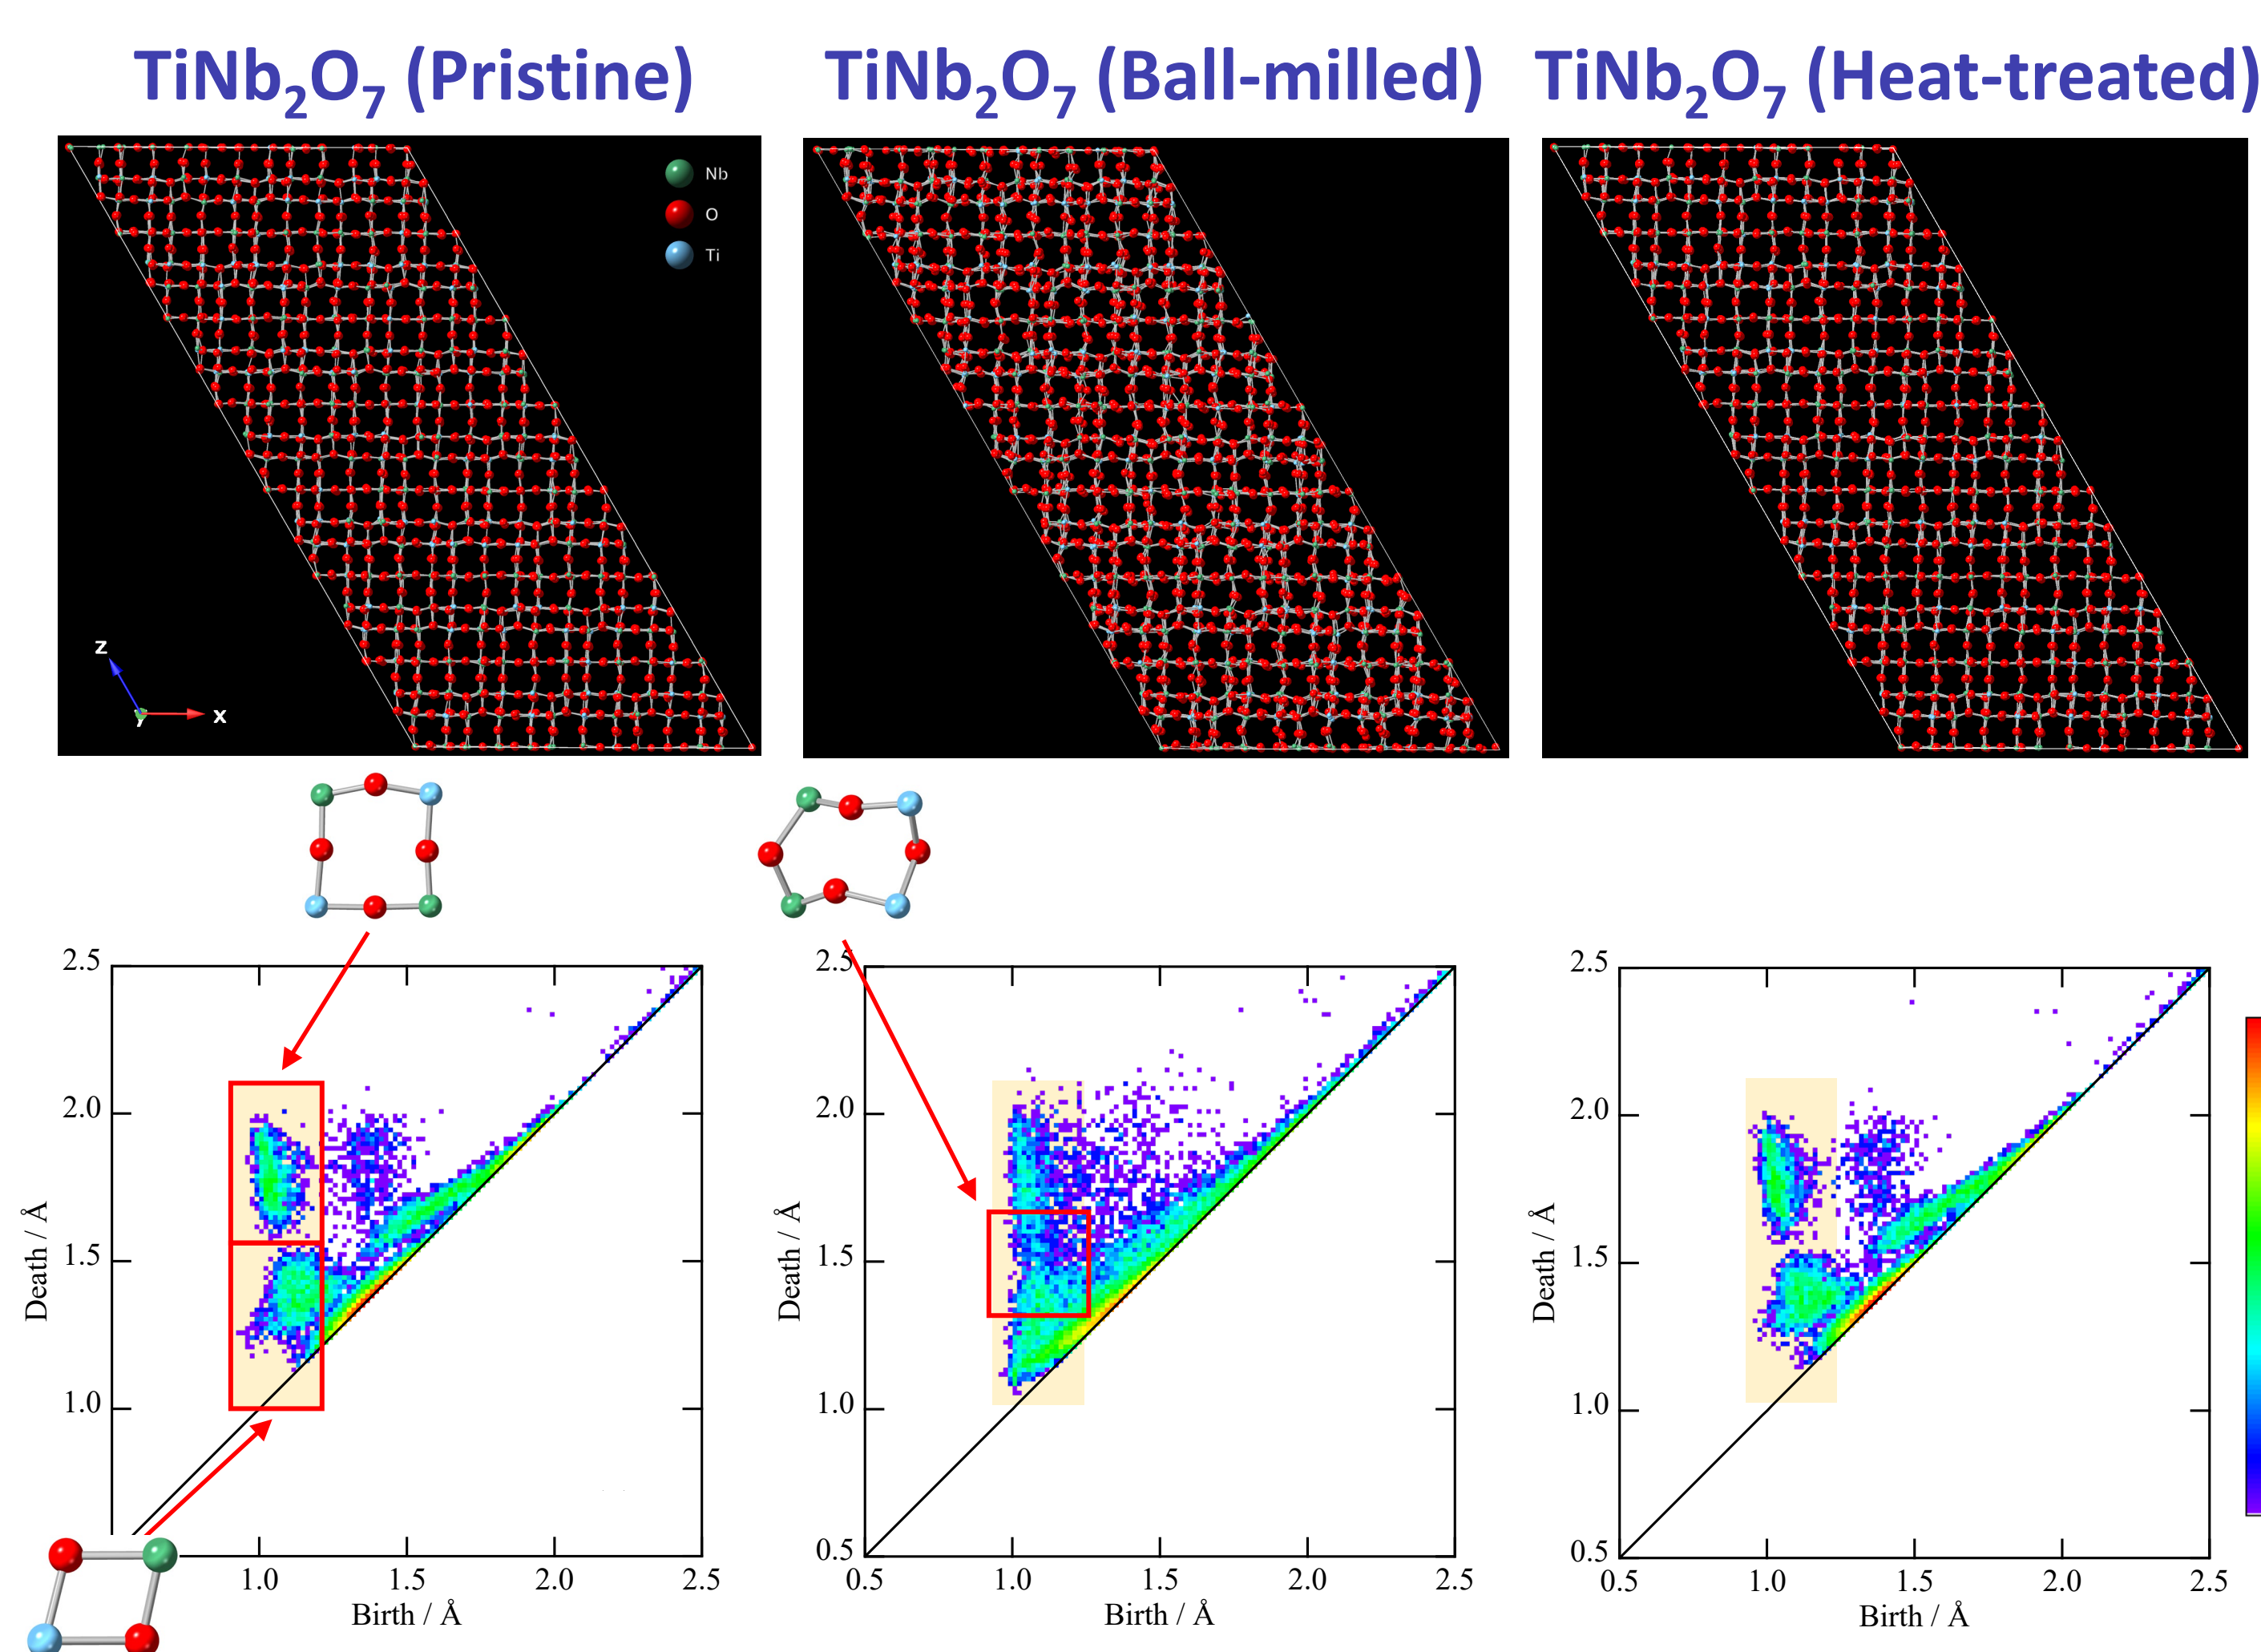 TiNb₂O₇ (Pristine)
TiNb₂O₇ (Ball-milled)
TiNb₂O₇ (Heat-treated)
Nb
O
Ti
z
y
x
2.5
2.0
1.5
1.0
Death / Å
1.0 1.5 2.0 2.5
Birth / Å
2.5
2.0
1.5
1.0
0.5
Death / Å
0.5 1.0 1.5 2.0 2.5
Birth / Å
2.5
2.0
1.5
1.0
0.5
Death / Å
0.5 1.0 1.5 2.0 2.5
Birth / Å